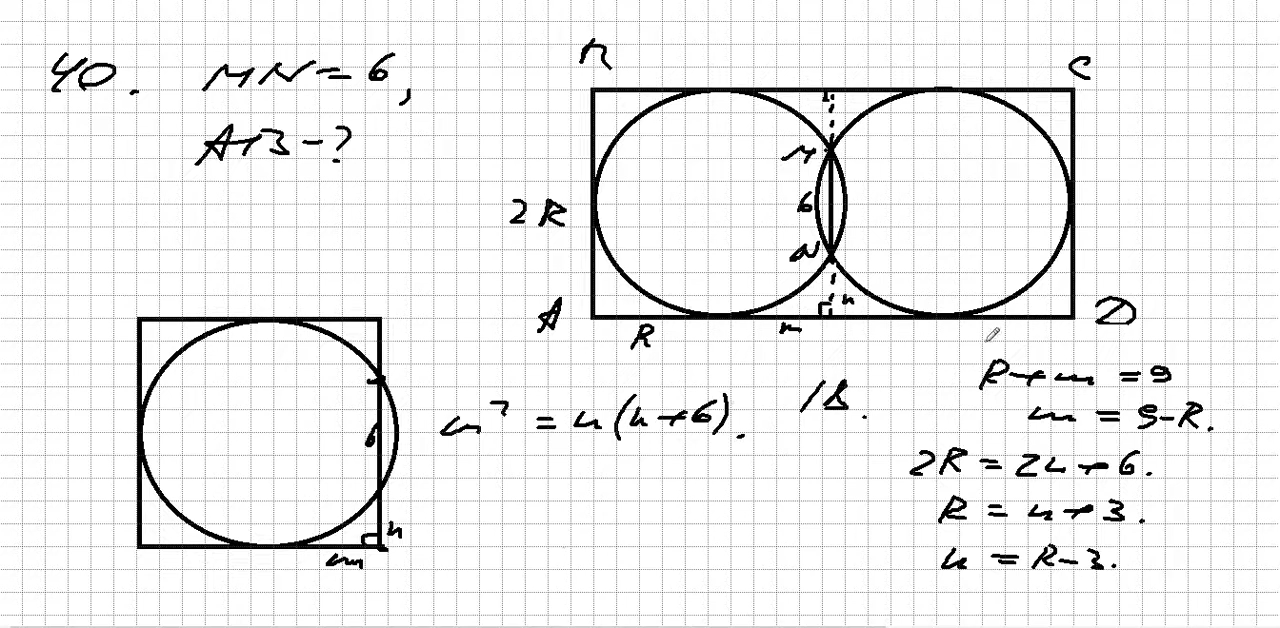 40. MN = 6,
AB - ?
B
C
M
6
N
2R
n
A
R
m
D
6
n
m
m² = n(n+6).
18.
R + m = 9
m = 9 - R.
2R = 2n + 6.
R = n + 3.
n = R - 3.